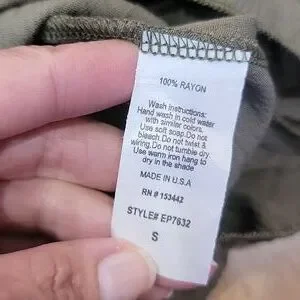 100% RAYON
Wash Instructions:
Hand wash in cold water
with similar colors.
Use soft soap.Do not
bleach.Do not twist &
wiring.Do not tumble dry
Use warm iron hang to
dry in the shade
MADE IN U.S.A
RN # 153442
STYLE# EP7632
S